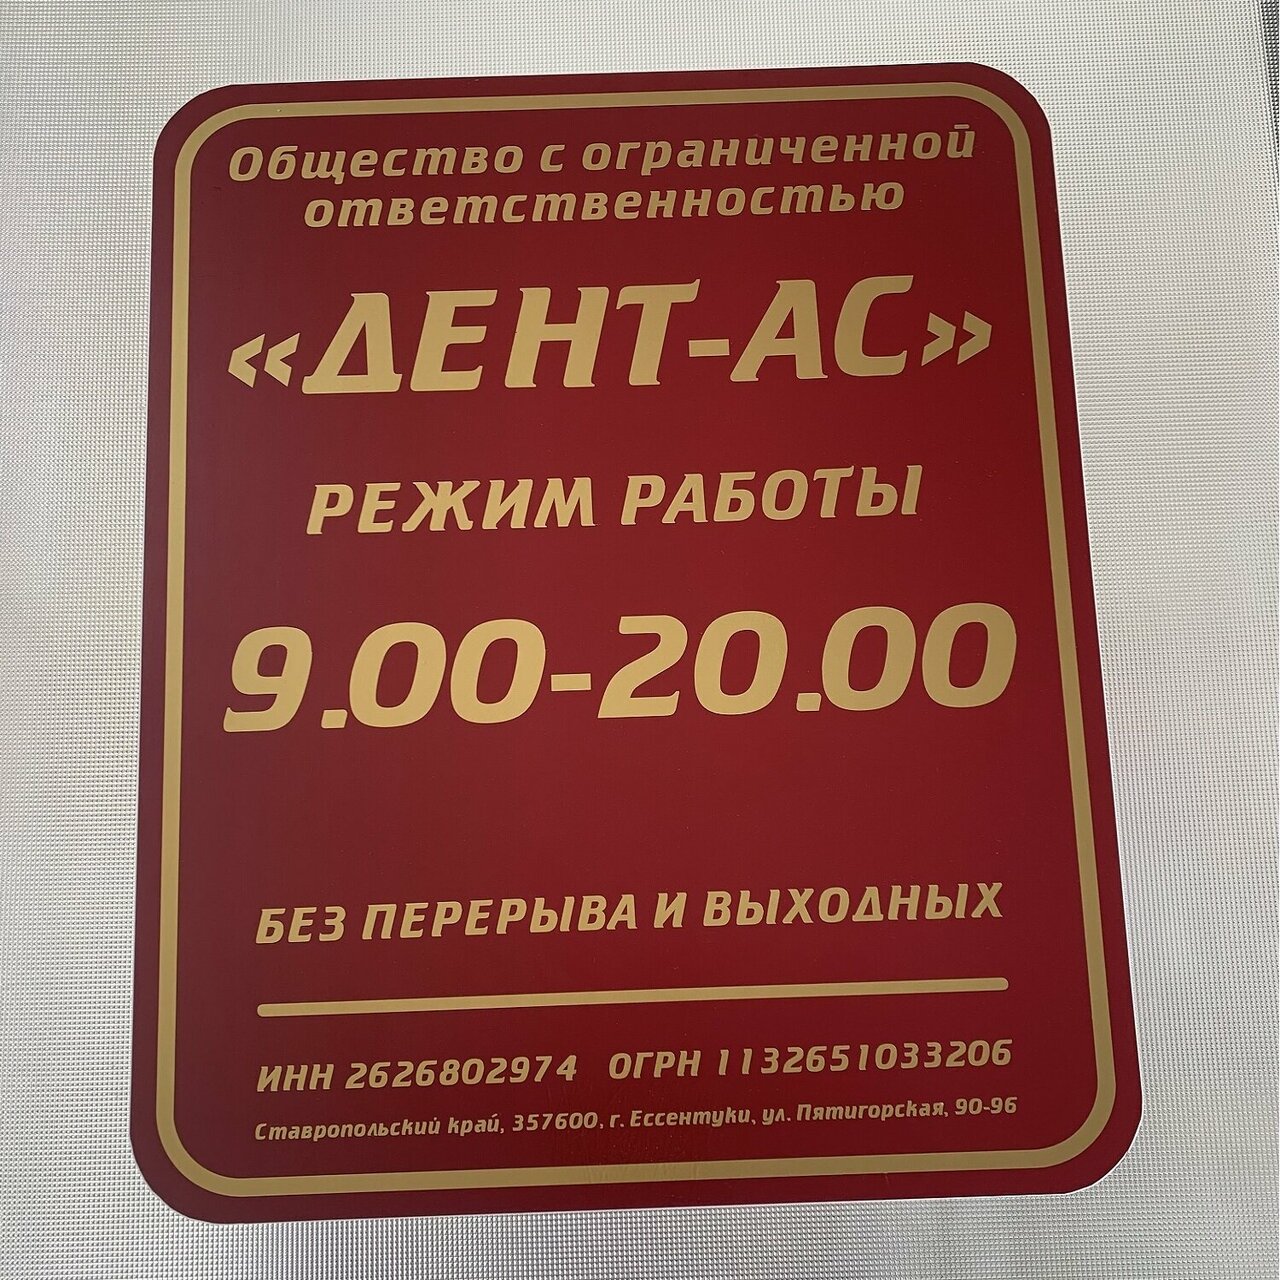 Общество с ограниченной
ответственностью
«ДЕНТ-АС»
РЕЖИМ РАБОТЫ
9.00-20.00
БЕЗ ПЕРЕРЫВА И ВЫХОДНЫХ
ИНН 2626802974 ОГРН 1132651033206
Ставропольский край, 357600, г. Ессентуки, ул. Пятигорская, 90-96